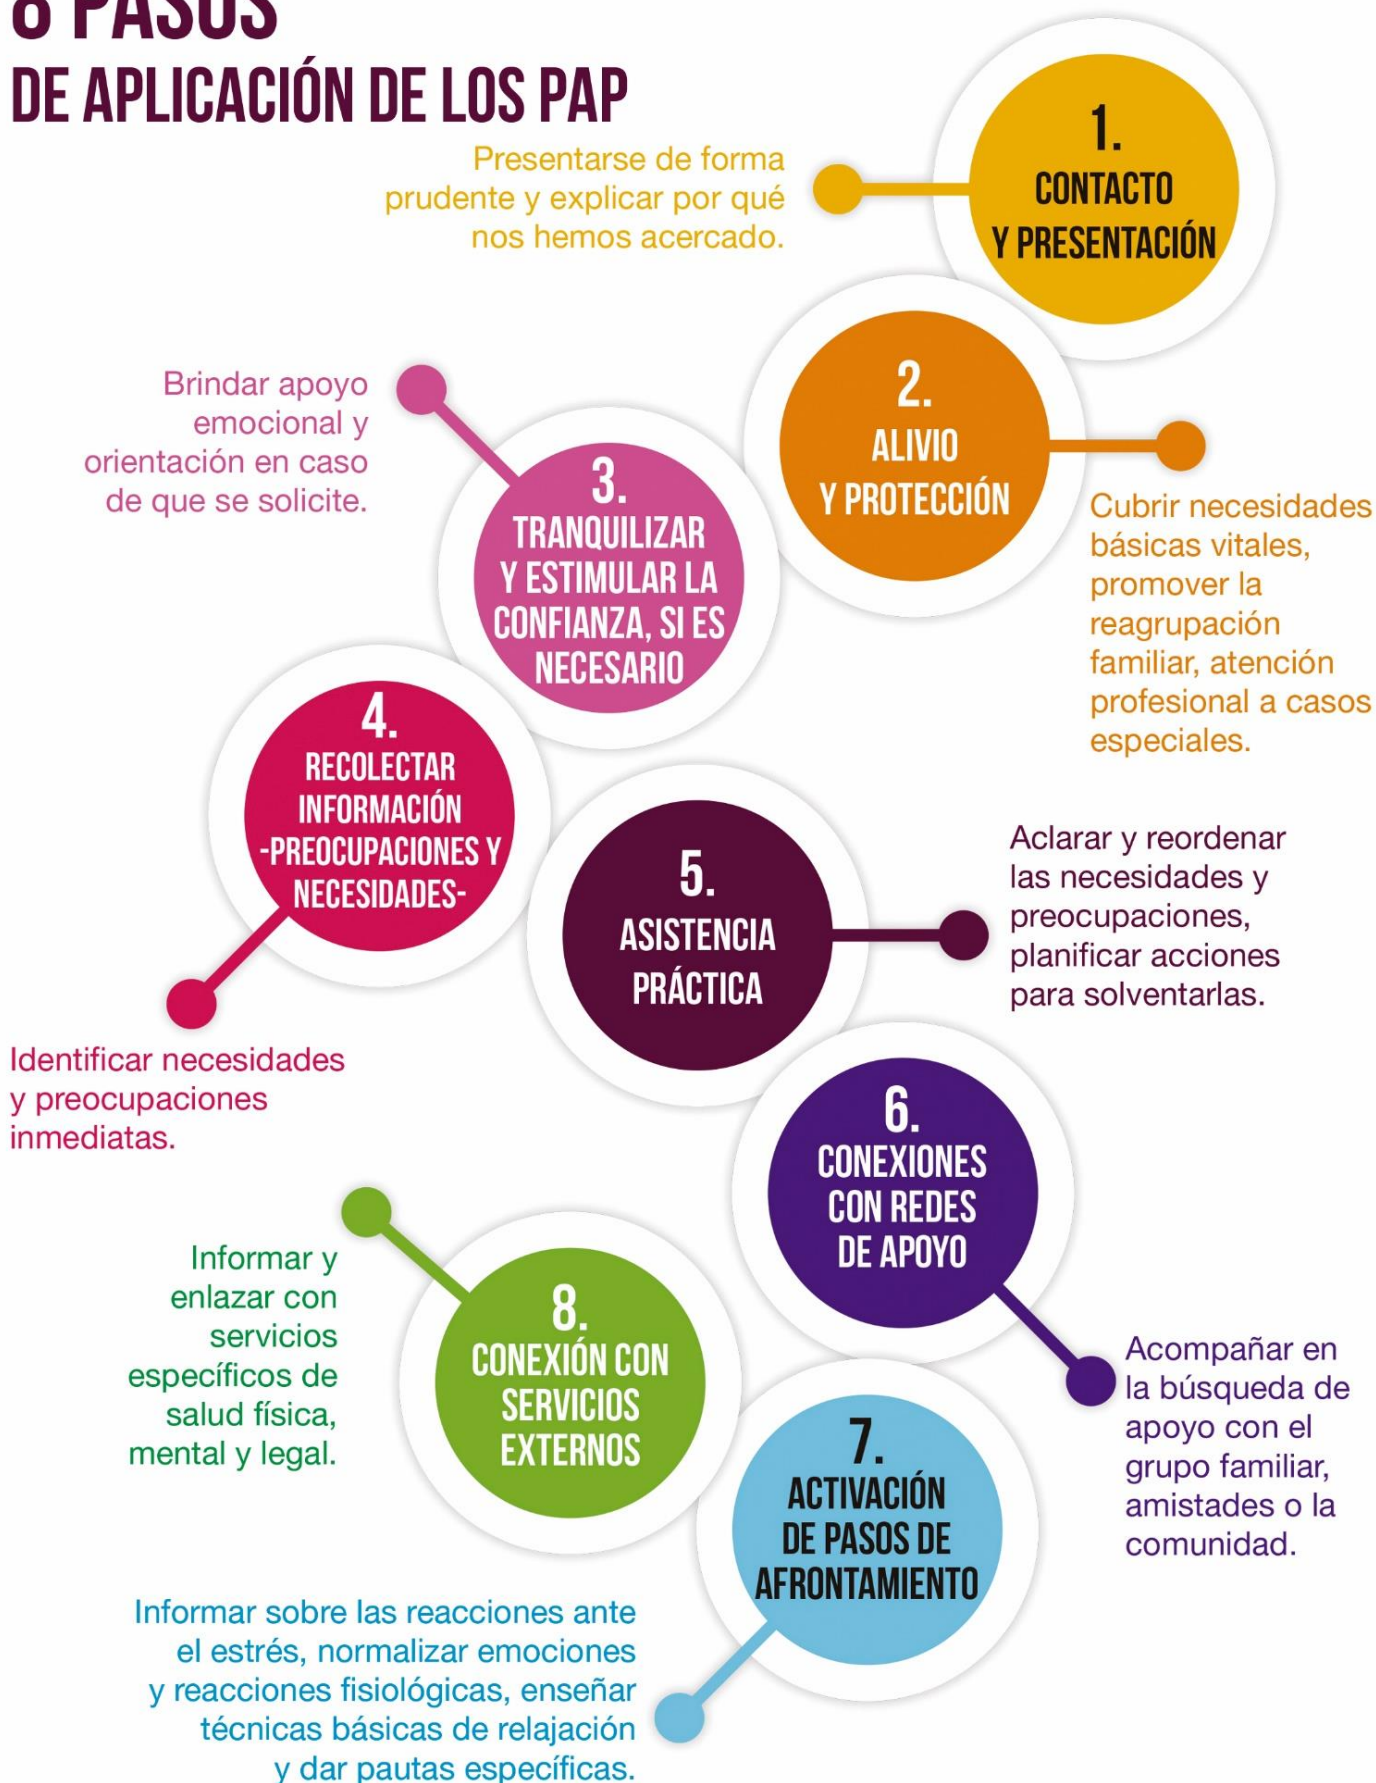 8 PASOS
DE APLICACIÓN DE LOS PAP
1.
CONTACTO
Y PRESENTACIÓN
Presentarse de forma
prudente y explicar por qué
nos hemos acercado.
2.
ALIVIO
Y PROTECCIÓN
Cubrir necesidades
básicas vitales,
promover la
reagrupación
familiar, atención
profesional a casos
especiales.
3.
TRANQUILIZAR
Y ESTIMULAR LA
CONFIANZA, SI ES
NECESARIO
Brindar apoyo
emocional y
orientación en caso
de que se solicite.
4.
RECOLECTAR
INFORMACIÓN
-PREOCUPACIONES Y
NECESIDADES-
Identificar necesidades
y preocupaciones
inmediatas.
5.
ASISTENCIA
PRÁCTICA
Aclarar y reordenar
las necesidades y
preocupaciones,
planificar acciones
para solventarlas.
6.
CONEXIONES
CON REDES
DE APOYO
Acompañar en
la búsqueda de
apoyo con el
grupo familiar,
amistades o la
comunidad.
7.
ACTIVACIÓN
DE PASOS DE
AFRONTAMIENTO
Informar sobre las reacciones ante
el estrés, normalizar emociones
y reacciones fisiológicas, enseñar
técnicas básicas de relajación
y dar pautas específicas.
8.
CONEXIÓN CON
SERVICIOS
EXTERNOS
Informar y
enlazar con
servicios
específicos de
salud física,
mental y legal.